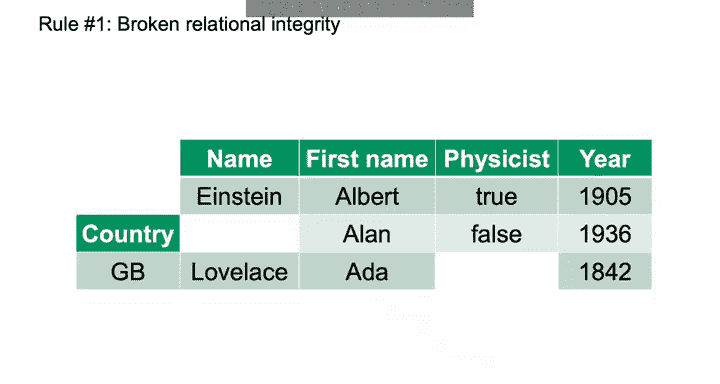 Rule #1: Broken relational integrity
Name First name Physicist Year
Einstein Albert true 1905
Country Alan false 1936
GB Lovelace Ada 1842